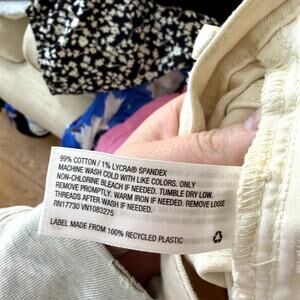 99% COTTON / 1% LYCRA® SPANDEX
MACHINE WASH COLD WITH LIKE COLORS. ONLY
NON-CHLORINE BLEACH IF NEEDED. TUMBLE DRY LOW.
REMOVE PROMPTLY. WARM IRON IF NEEDED. REMOVE LOOSE
THREADS AFTER WASH IF NEEDED.
RN17730 VN1083275
LABEL MADE FROM 100% RECYCLED PLASTIC